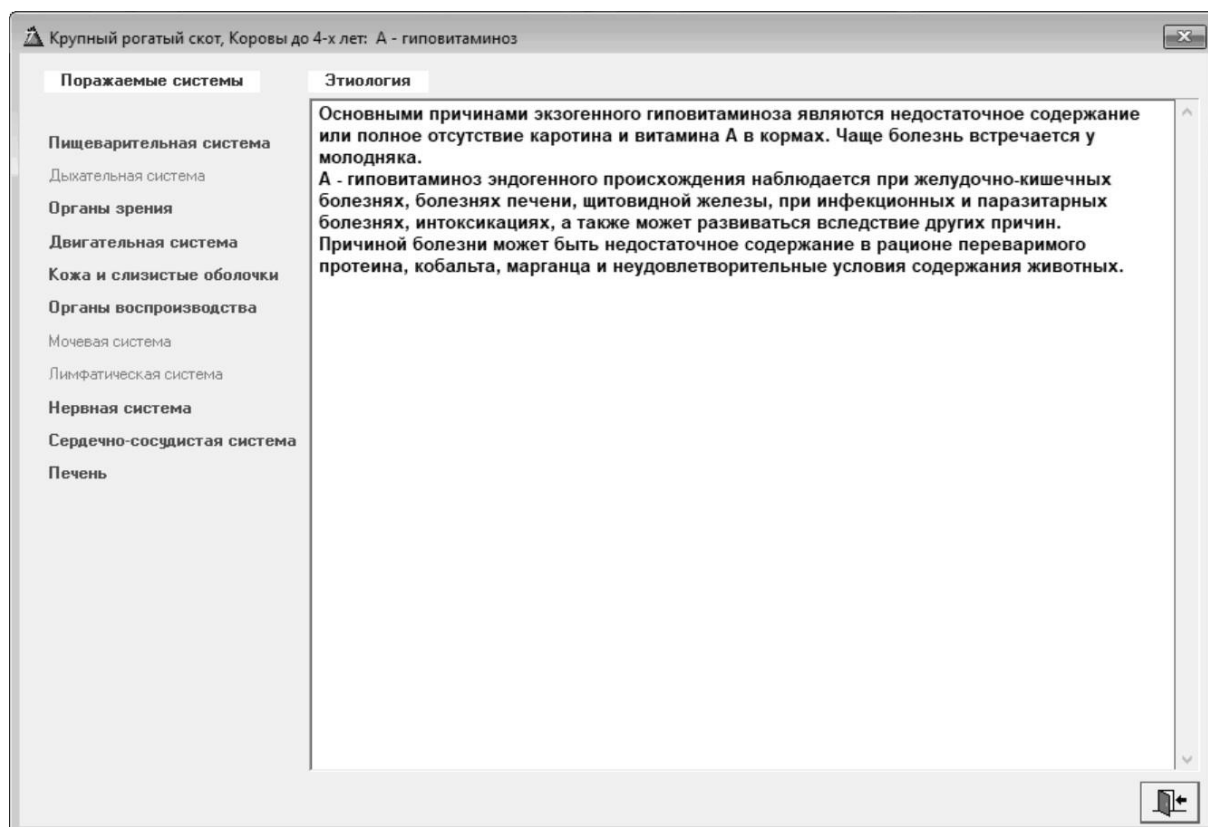 Крупный рогатый скот, Коровы до 4-х лет: А - гиповитаминоз
Поражаемые системы
Этиология
Пищеварительная система
Дыхательная система
Органы зрения
Двигательная система
Кожа и слизистые оболочки
Органы воспроизводства
Мочевая система
Лимфатическая система
Нервная система
Сердечно-сосудистая система
Печень
Основными причинами экзогенного гиповитаминоза являются недостаточное содержание
или полное отсутствие каротина и витамина А в кормах. Чаще болезнь встречается у
молодняка.
А - гиповитаминоз эндогенного происхождения наблюдается при желудочно-кишечных
болезнях, болезнях печени, щитовидной железы, при инфекционных и паразитарных
болезнях, интоксикациях, а также может развиваться вследствие других причин.
Причиной болезни может быть недостаточное содержание в рационе переваримого
протеина, кобальта, марганца и неудовлетворительные условия содержания животных.